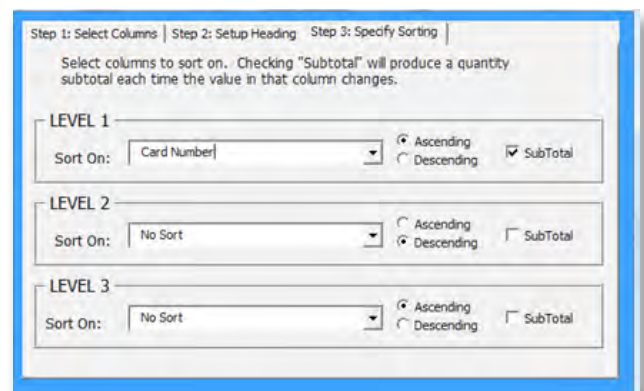 Step 1: Select Columns Step 2: Setup Heading Step 3: Specify Sorting
Select columns to sort on. Checking "Subtotal" will produce a quantity
subtotal each time the value in that column changes.
LEVEL 1
Sort On: Card Number Ascending SubTotal
Descending
LEVEL 2
Sort On: No Sort Ascending SubTotal
Descending
LEVEL 3
Sort On: No Sort Ascending SubTotal
Descending